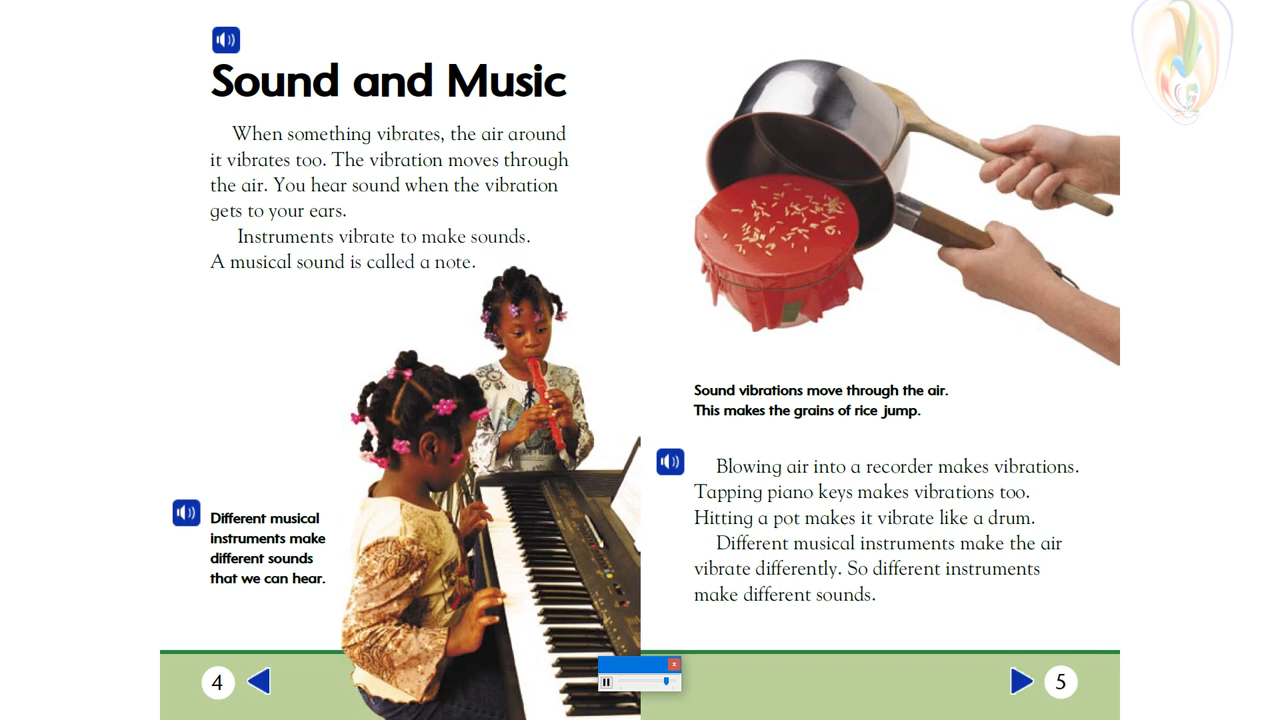 Sound and Music
When something vibrates, the air around
it vibrates too. The vibration moves through
the air. You hear sound when the vibration
gets to your ears.
Instruments vibrate to make sounds.
A musical sound is called a note.
Different musical
instruments make
different sounds
that we can hear.
4
Sound vibrations move through the air.
This makes the grains of rice jump.
Blowing air into a recorder makes vibrations.
Tapping piano keys makes vibrations too.
Hitting a pot makes it vibrate like a drum.
Different musical instruments make the air
vibrate differently. So different instruments
make different sounds.
5